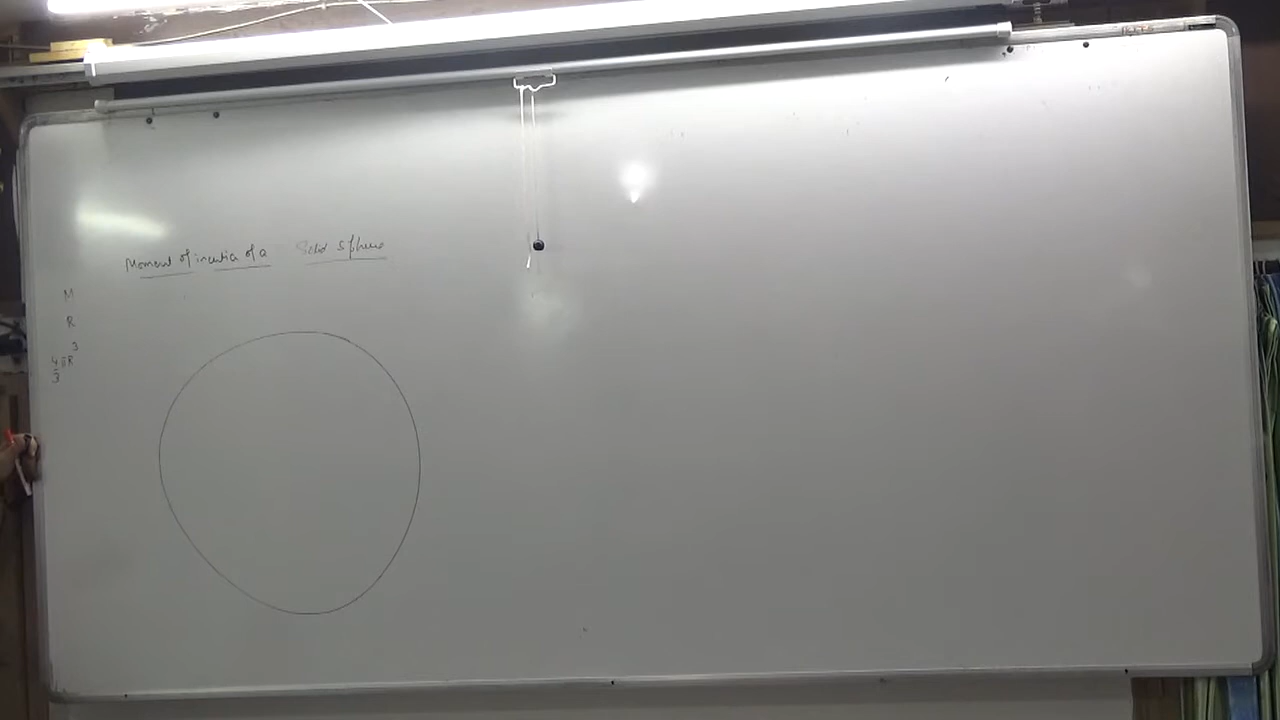 Moment of inertia of a Solid Sphere
M
R
4/3 πR³